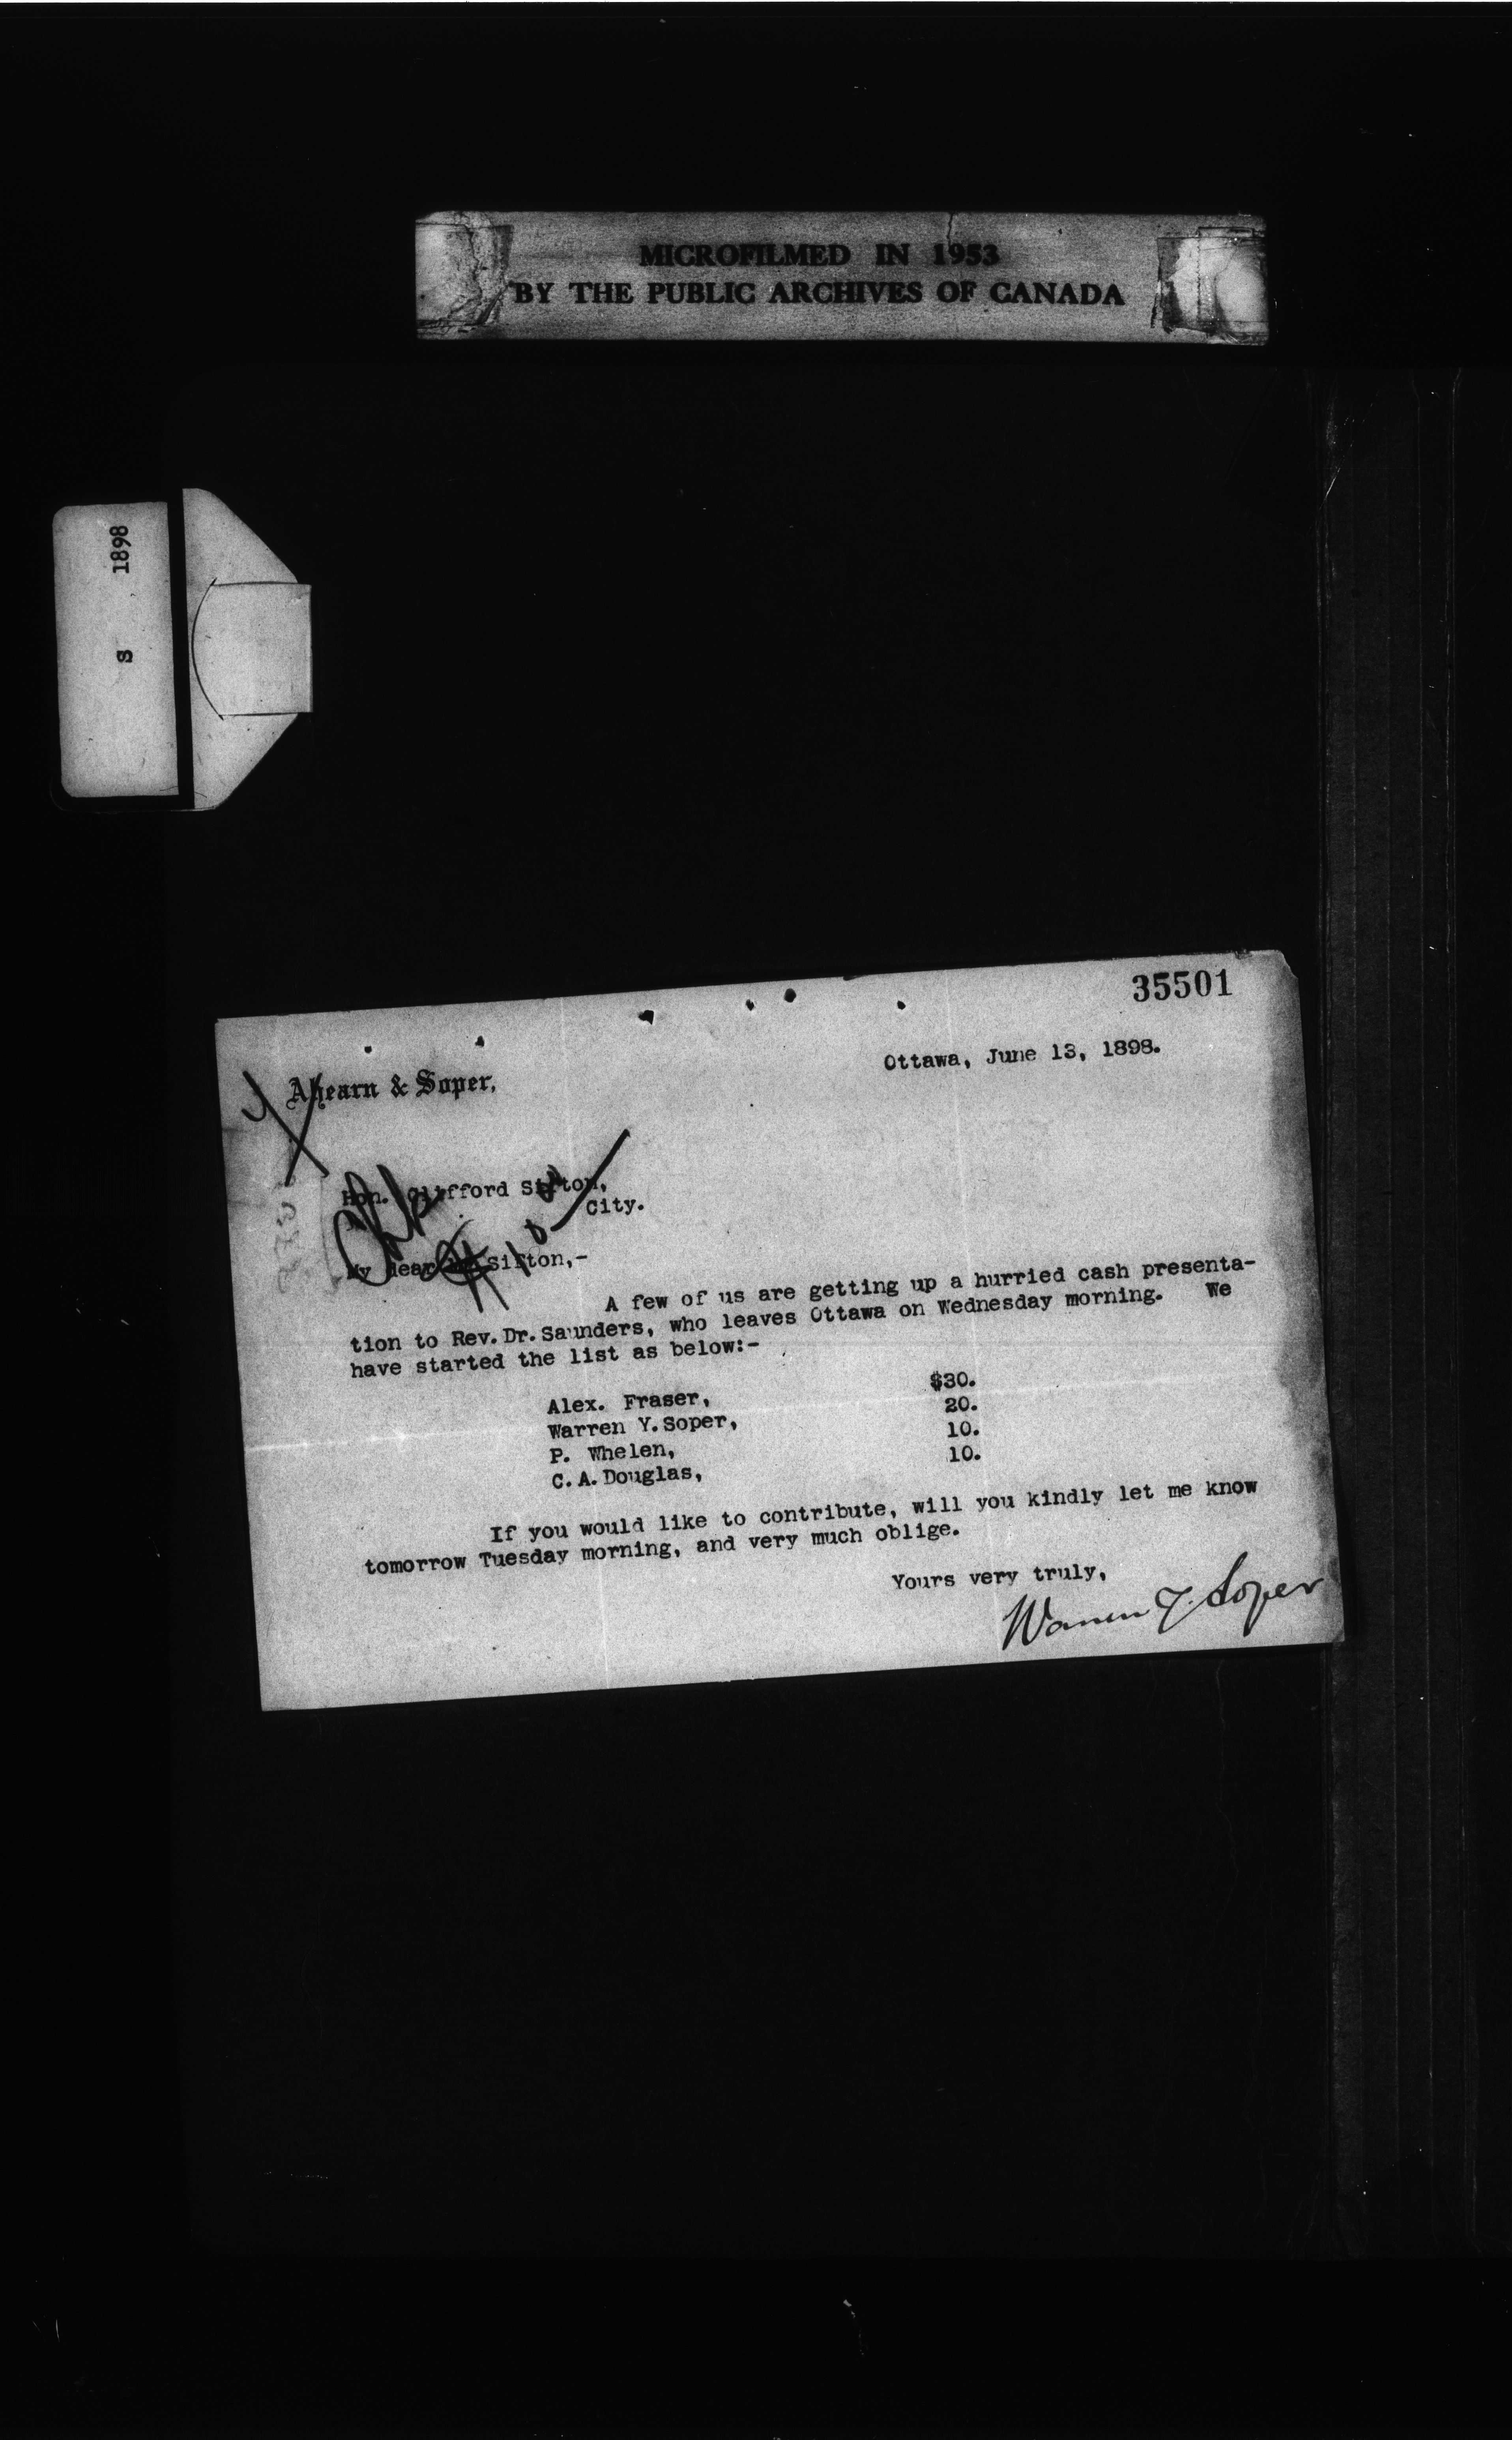 MICROFILMED IN 1953
BY THE PUBLIC ARCHIVES OF CANADA
S 1898
35501
Ottawa, June 13, 1898.
Ahearn & Soper,
Hon. Clifford Sifton,
City.
My dear Mr Sifton,-
A few of us are getting up a hurried cash presenta-
tion to Rev. Dr. Saunders, who leaves Ottawa on Wednesday morning. We
have started the list as below:-
Alex. Fraser, $30.
Warren Y. Soper, 20.
P. Whelen, 10.
C. A. Douglas, 10.
If you would like to contribute, will you kindly let me know
tomorrow Tuesday morning, and very much oblige.
Yours very truly,
Warren Y. Soper